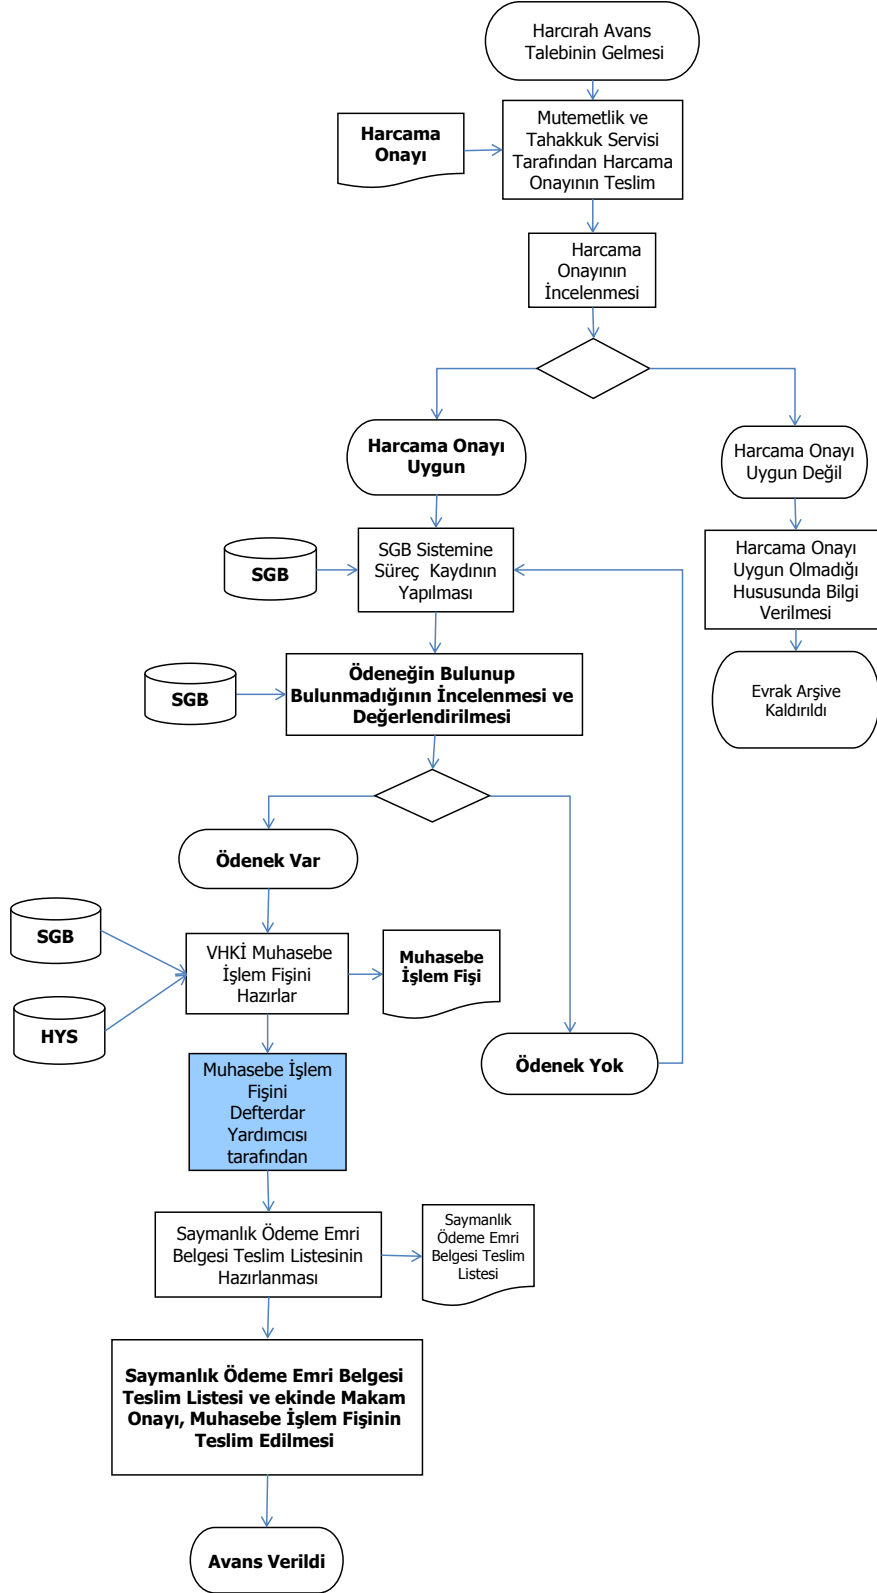 Harcırah Avans
Talebinin Gelmesi
Harcama
Onayı
Mutemetlik ve
Tahakkuk Servisi
Tarafından Harcama
Onayının Teslim
Harcama
Onayının
İncelenmesi
Harcama Onayı
Uygun
Harcama Onayı
Uygun Değil
SGB
SGB Sistemine
Süreç Kaydının
Yapılması
Harcama Onayı
Uygun Olmadığı
Hususunda Bilgi
Verilmesi
SGB
Ödeneğin Bulunup
Bulunmadığının İncelenmesi ve
Değerlendirilmesi
Evrak Arşive
Kaldırıldı
Ödenek Var
SGB
HYS
VHKİ Muhasebe
İşlem Fişini
Hazırlar
Muhasebe
İşlem Fişi
Ödenek Yok
Muhasebe İşlem
Fişini
Defterdar
Yardımcısı
tarafından
Saymanlık Ödeme Emri
Belgesi Teslim Listesinin
Hazırlanması
Saymanlık
Ödeme Emri
Belgesi Teslim
Listesi
Saymanlık Ödeme Emri Belgesi
Teslim Listesi ve ekinde Makam
Onayı, Muhasebe İşlem Fişinin
Teslim Edilmesi
Avans Verildi